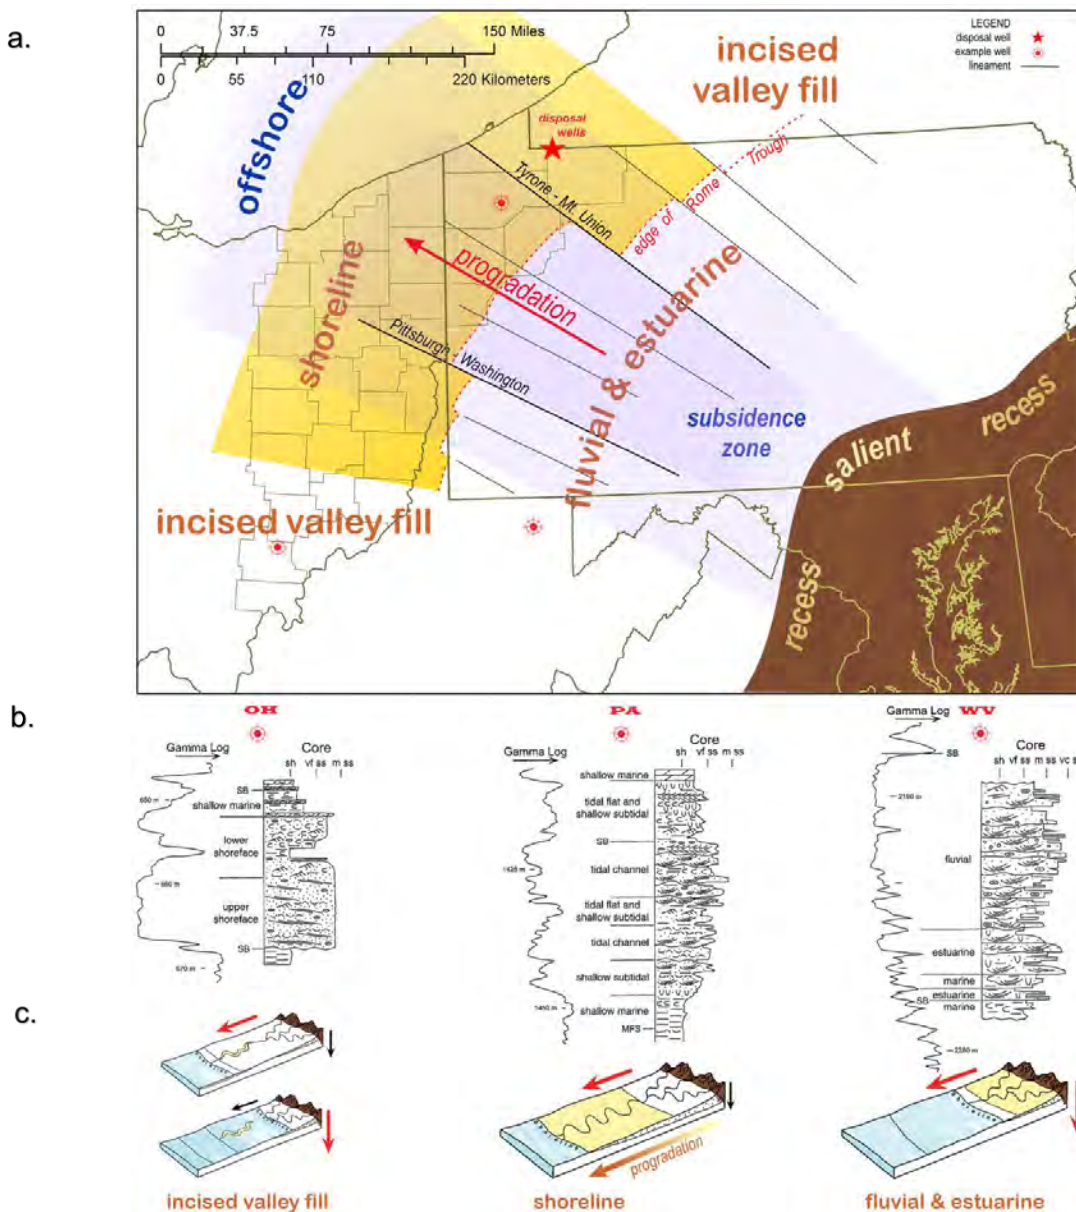 a.
0 37.5 75 150 Miles
0 55 110 220 Kilometers
LEGEND
disposal well
example well
lineament
incised
valley fill
offshore
disposal
wells
Tyrone - Mt. Union
edge of Rome Trough
shoreline
progradation
fluvial & estuarine
Pittsburgh - Washington
subsidence
zone
salient
recess
recess
incised valley fill
b.
OH
Gamma Log
Core
sh vf ss m ss
SB
650 m
shallow marine
lower
shoreface
upper
shoreface
SB
670 m
PA
Gamma Log
Core
sh vf ss m ss
shallow marine
tidal flat and
shallow subtidal
SB
tidal channel
tidal flat and
shallow subtidal
tidal channel
shallow subtidal
shallow marine
MFS
WV
Gamma Log
SB
Core
sh vf ss m ss vc s
fluvial
estuarine
marine
SB
estuarine
marine
c.
shoreline
incised valley fill
progradation
shoreline
fluvial & estuarine